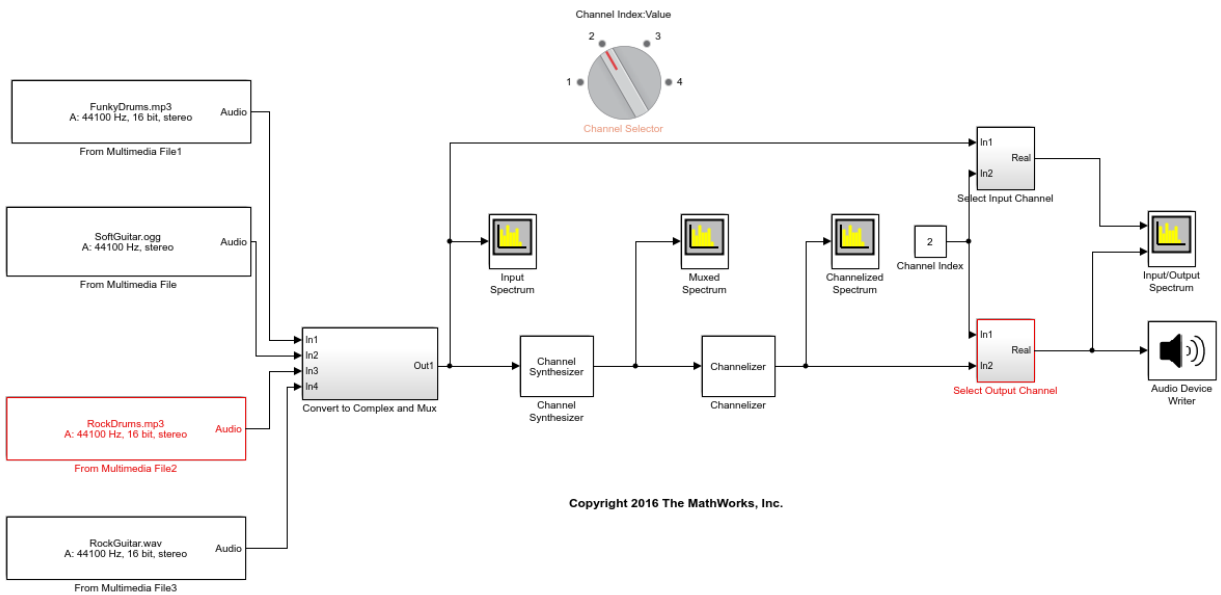 Channel Index:Value
2
3
1
4
Channel Selector
FunkyDrums.mp3
A: 44100 Hz, 16 bit, stereo
Audio
From Multimedia File1
SoftGuitar.ogg
A: 44100 Hz, stereo
Audio
From Multimedia File
RockDrums.mp3
A: 44100 Hz, 16 bit, stereo
Audio
From Multimedia File2
RockGuitar.wav
A: 44100 Hz, 16 bit, stereo
Audio
From Multimedia File3
In1
In2
In3
In4
Out1
Convert to Complex and Mux
Input
Spectrum
Channel
Synthesizer
Channel
Synthesizer
Muxed
Spectrum
Channelizer
Channelizer
Channelized
Spectrum
2
Channel Index
In1
In2
Real
Select Input Channel
In1
In2
Real
Select Output Channel
Input/Output
Spectrum
Audio Device
Writer
Copyright 2016 The MathWorks, Inc.